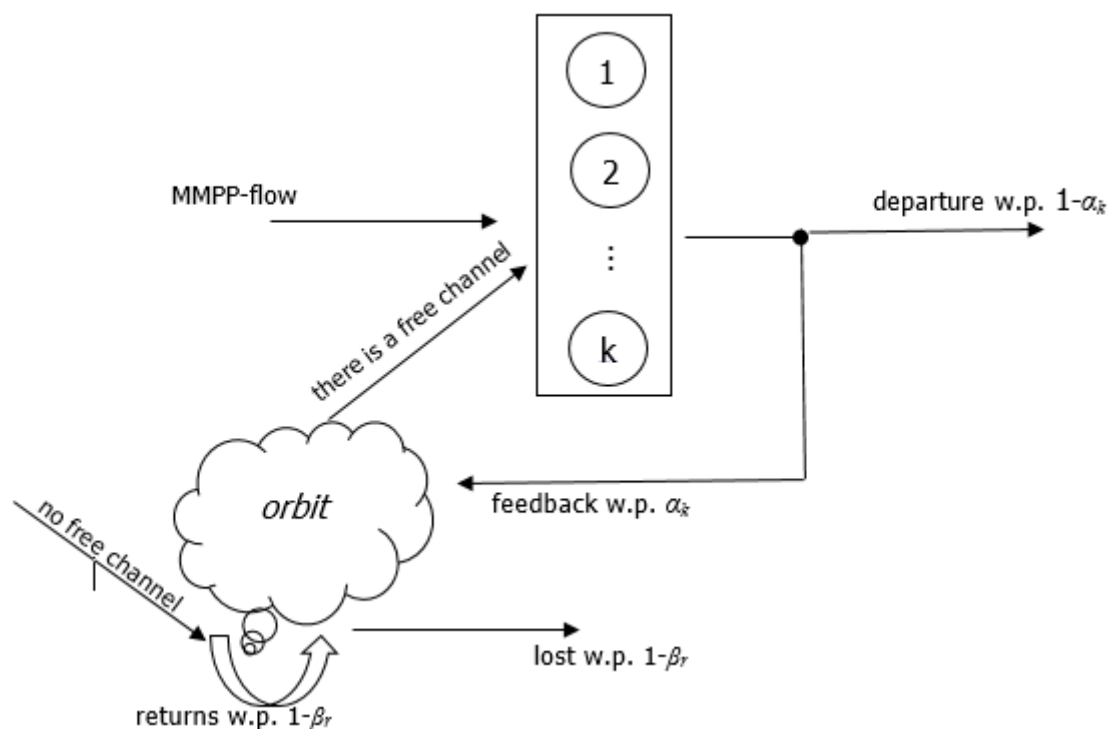 1
2
MMPP-flow
departure w.p. 1-αₖ
⋮
there is a free channel
k
orbit
feedback w.p. αₖ
no free channel
lost w.p. 1-βᵣ
returns w.p. 1-βᵣ